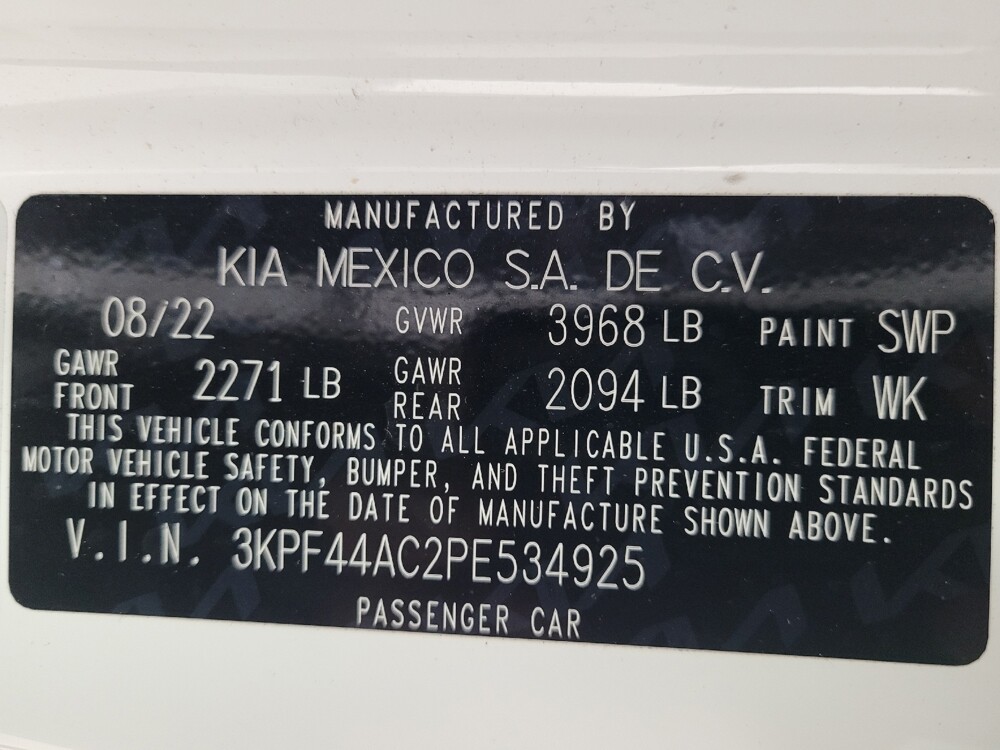 MANUFACTURED BY
KIA MEXICO S.A. DE C.V.
08/22 GVWR 3968 LB PAINT SWP
GAWR FRONT 2271 LB GAWR REAR 2094 LB TRIM WK
THIS VEHICLE CONFORMS TO ALL APPLICABLE U.S.A. FEDERAL
MOTOR VEHICLE SAFETY, BUMPER, AND THEFT PREVENTION STANDARDS
IN EFFECT ON THE DATE OF MANUFACTURE SHOWN ABOVE.
V.I.N. 3KPF44AC2PE534925
PASSENGER CAR